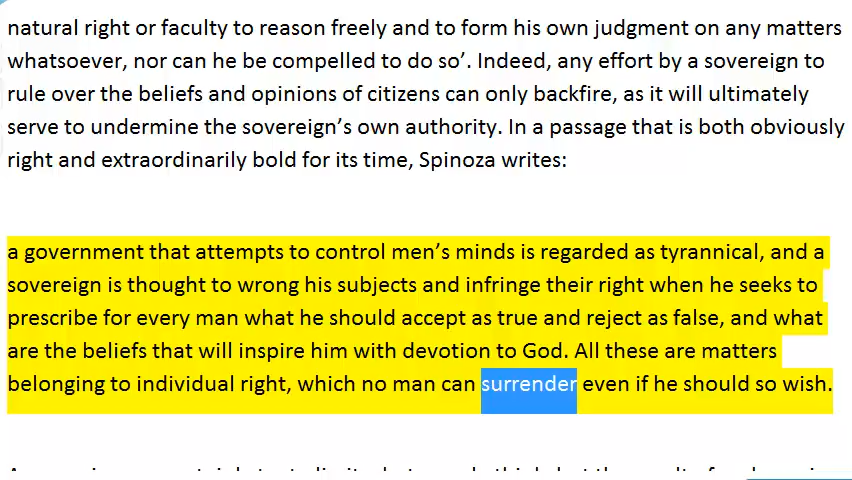 natural right or faculty to reason freely and to form his own judgment on any matters
whatsoever, nor can he be compelled to do so’. Indeed, any effort by a sovereign to
rule over the beliefs and opinions of citizens can only backfire, as it will ultimately
serve to undermine the sovereign’s own authority. In a passage that is both obviously
right and extraordinarily bold for its time, Spinoza writes:
a government that attempts to control men’s minds is regarded as tyrannical, and a
sovereign is thought to wrong his subjects and infringe their right when he seeks to
prescribe for every man what he should accept as true and reject as false, and what
are the beliefs that will inspire him with devotion to God. All these are matters
belonging to individual right, which no man can surrender even if he should so wish.